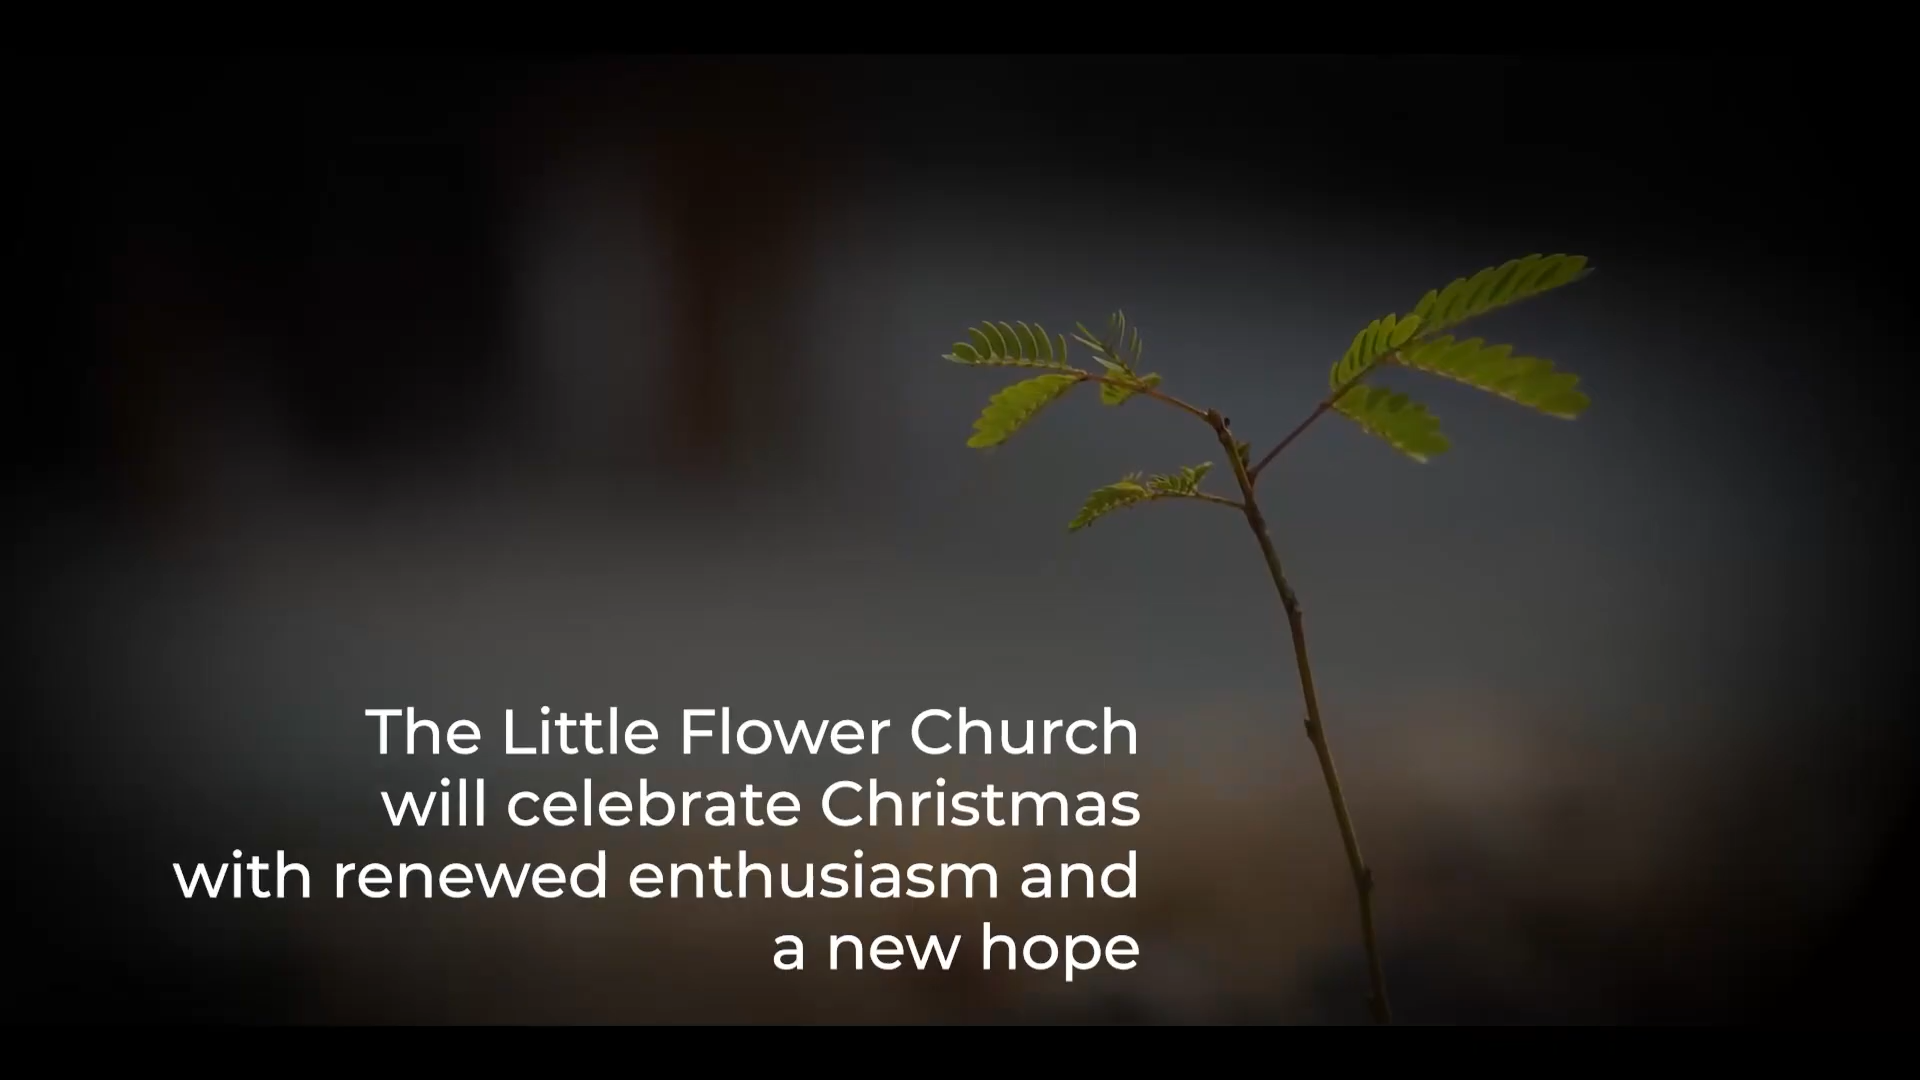 The Little Flower Church
will celebrate Christmas
with renewed enthusiasm and
a new hope